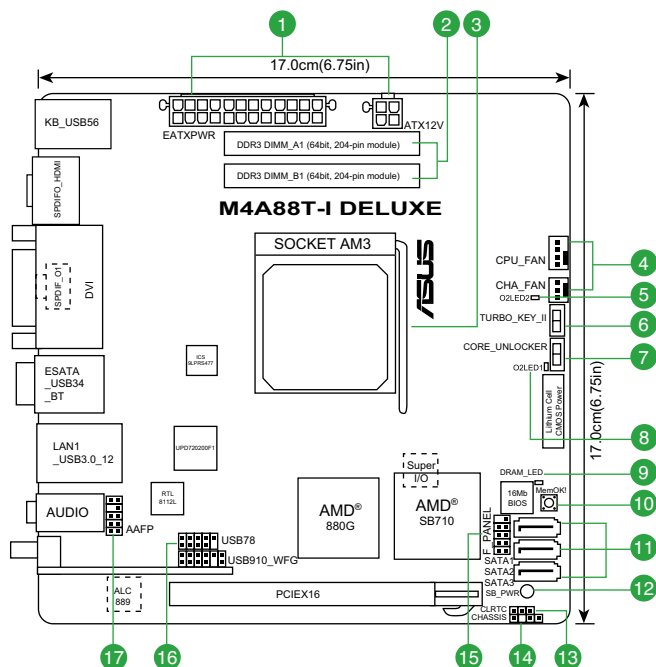 1
2
3
17.0cm(6.75in)
KB_USB56
EATXPWR
ATX12V
DDR3 DIMM_A1 (64bit, 204-pin module)
DDR3 DIMM_B1 (64bit, 204-pin module)
SPDIFO_HDMI
M4A88T-I DELUXE
SOCKET AM3
ASUS
CPU_FAN
4
CHA_FAN
5
O2LED2
SPDIF_O1
DVI
TURBO_KEY_II
6
CORE_UNLOCKER
7
ICS
9LPRS477
O2LED1
ESATA
_USB34
_BT
Lithium Cell
CMOS Power
17.0cm(6.75in)
8
LAN1
_USB3.0_12
UPD720200F1
Super
I/O
DRAM_LED
9
RTL
8112L
16Mb
BIOS
MemOK!
10
AUDIO
AAFP
AMD®
880G
AMD®
SB710
F_PANEL
USB78
USB910_WFG
SATA1
SATA2
SATA3
11
SB_PWR
12
ALC
889
PCIEX16
CLRTC
CHASSIS
17
16
15
14
13